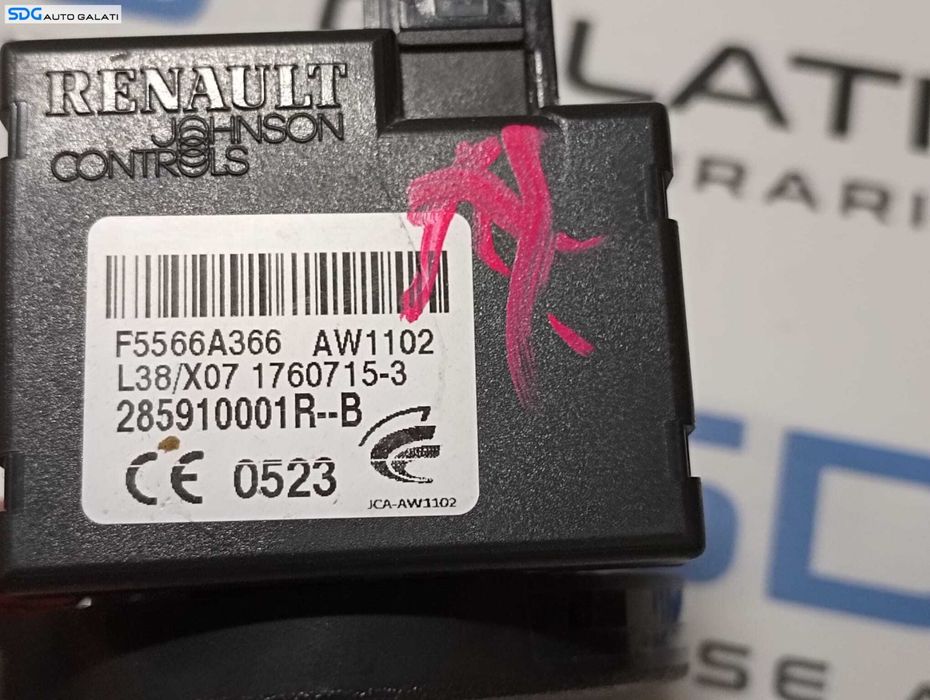 SDG AUTO GALATI
RENAULT
JOHNSON
CONTROLS
F5566A366 AW1102
L38/X07 1760715-3
285910001R--B
CE 0523
JCA-AW1102